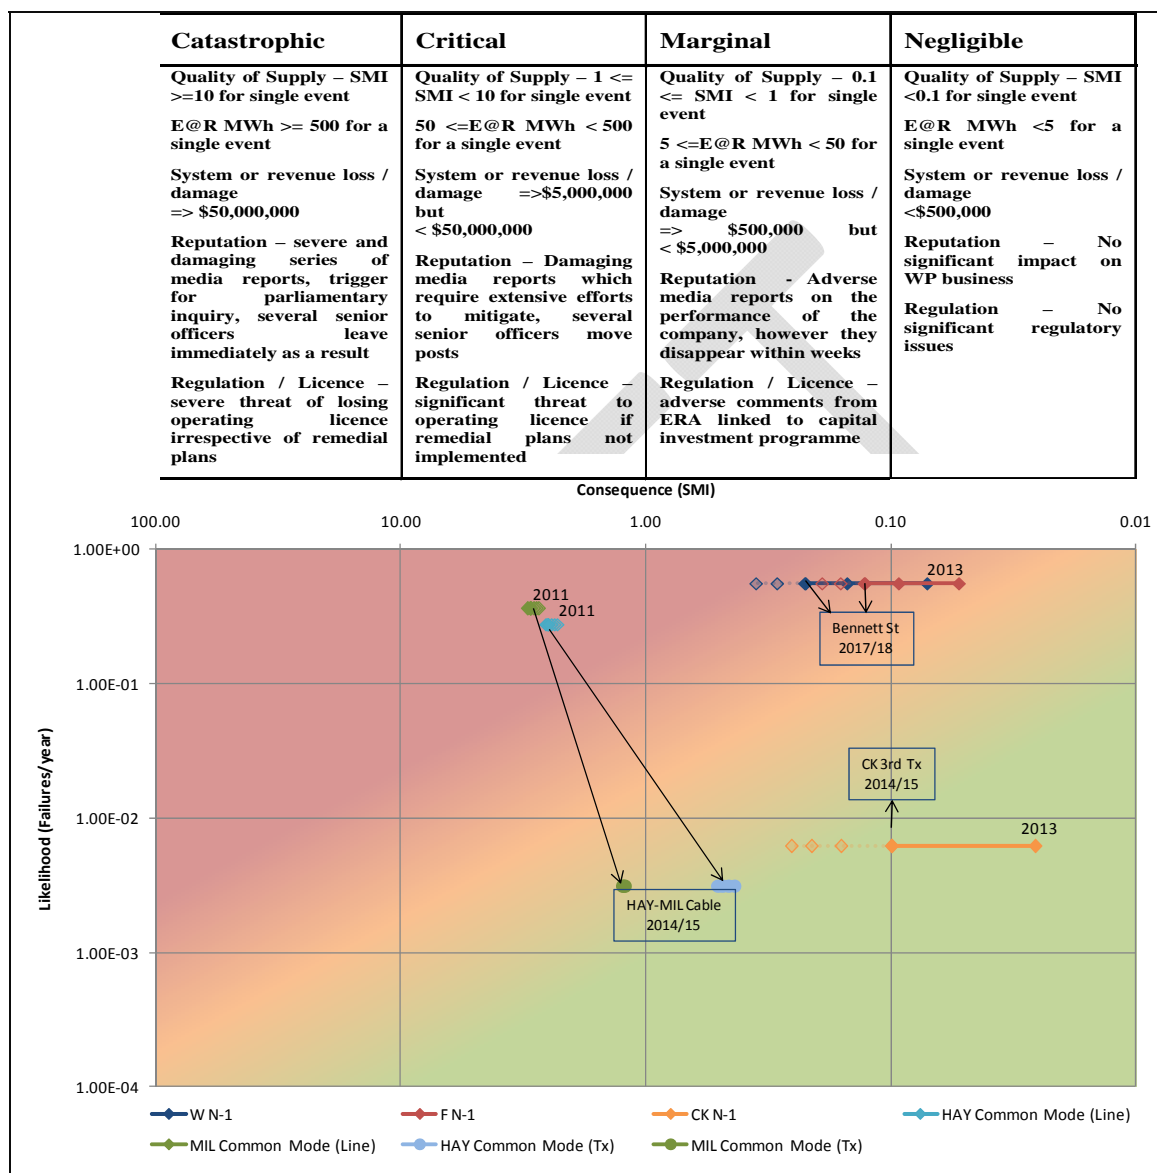 Catastrophic
Quality of Supply – SMI
>=10 for single event
E@R MWh >= 500 for a
single event
System or revenue loss /
damage
=> $50,000,000
Reputation – severe and
damaging series of
media reports, trigger
for parliamentary
inquiry, several senior
officers leave
immediately as a result
Regulation / Licence –
severe threat of losing
operating licence
irrespective of remedial
plans
Critical
Quality of Supply – 1 <=
SMI < 10 for single event
50 <=E@R MWh < 500
for a single event
System or revenue loss /
damage =>$5,000,000
but
< $50,000,000
Reputation – Damaging
media reports which
require extensive efforts
to mitigate, several
senior officers move
posts
Regulation / Licence –
significant threat to
operating licence if
remedial plans not
implemented
Marginal
Quality of Supply – 0.1
<= SMI < 1 for single
event
5 <=E@R MWh < 50 for
a single event
System or revenue loss /
damage
=> $500,000 but
< $5,000,000
Reputation - Adverse
media reports on the
performance of the
company, however they
disappear within weeks
Regulation / Licence –
adverse comments from
ERA linked to capital
investment programme
Negligible
Quality of Supply – SMI
<0.1 for single event
E@R MWh <5 for a
single event
System or revenue loss /
damage
<$500,000
Reputation – No
significant impact on
WP business
Regulation – No
significant regulatory
issues
Consequence (SMI)
100.00 10.00 1.00 0.10 0.01
1.00E+00
1.00E-01
1.00E-02
1.00E-03
1.00E-04
Likelihood (Failures/year)
2011
2011
2013
Bennett St
2017/18
CK 3rd Tx
2014/15
2013
HAY-MIL Cable
2014/15
W N-1 F N-1 CK N-1 HAY Common Mode (Line)
MIL Common Mode (Line) HAY Common Mode (Tx) MIL Common Mode (Tx)